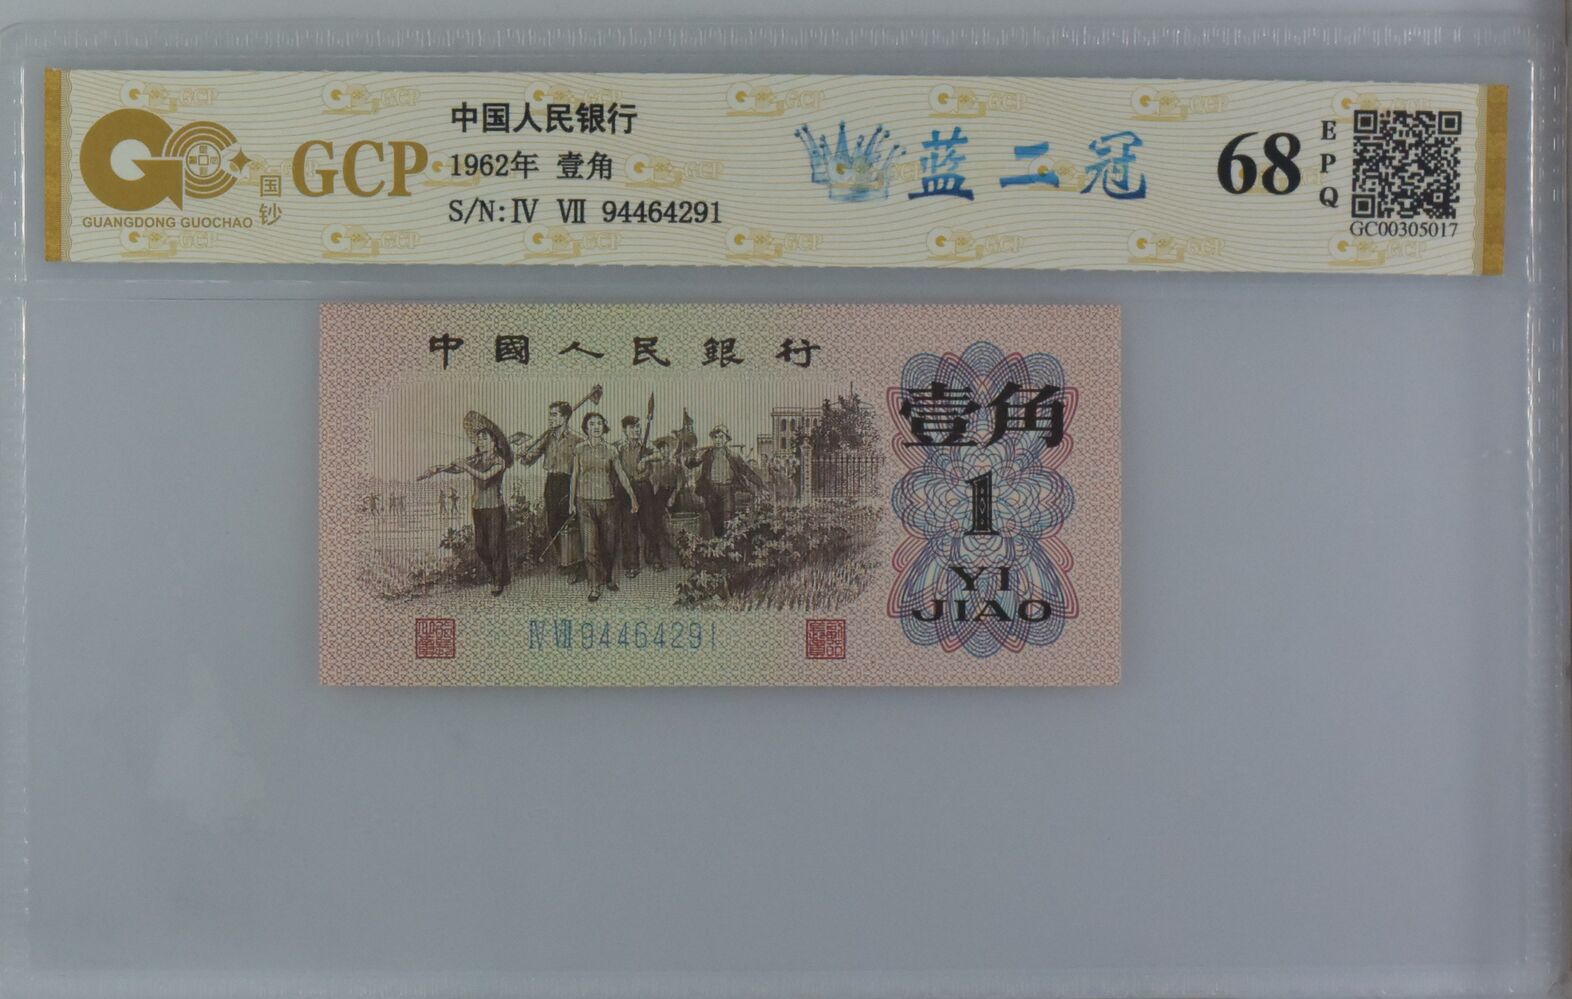 GUANGDONG GUOCHAO
国钞
GCP
中国人民银行
1962年 壹角
S/N:Ⅳ Ⅶ 94464291
蓝二冠
68
EPQ
GC00305017
中國人民銀行
壹角
1
YI
JIAO
Ⅳ Ⅶ 94464291